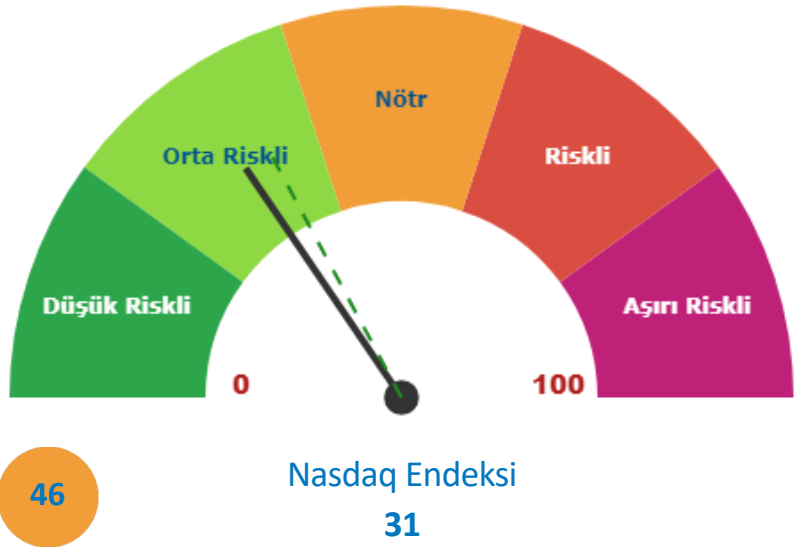 Nötr
Orta Riskli
Riskli
Düşük Riskli
Aşırı Riskli
0
100
46
Nasdaq Endeksi
31